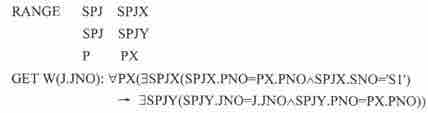 RANGE SPJ SPJX
SPJ SPJY
P PX
GET W(J.JNO): ∀PX(∃SPJX(SPJX.PNO=PX.PNO∧SPJX.SNO='S1')
→ ∃SPJY(SPJY.JNO=J.JNO∧SPJY.PNO=PX.PNO))